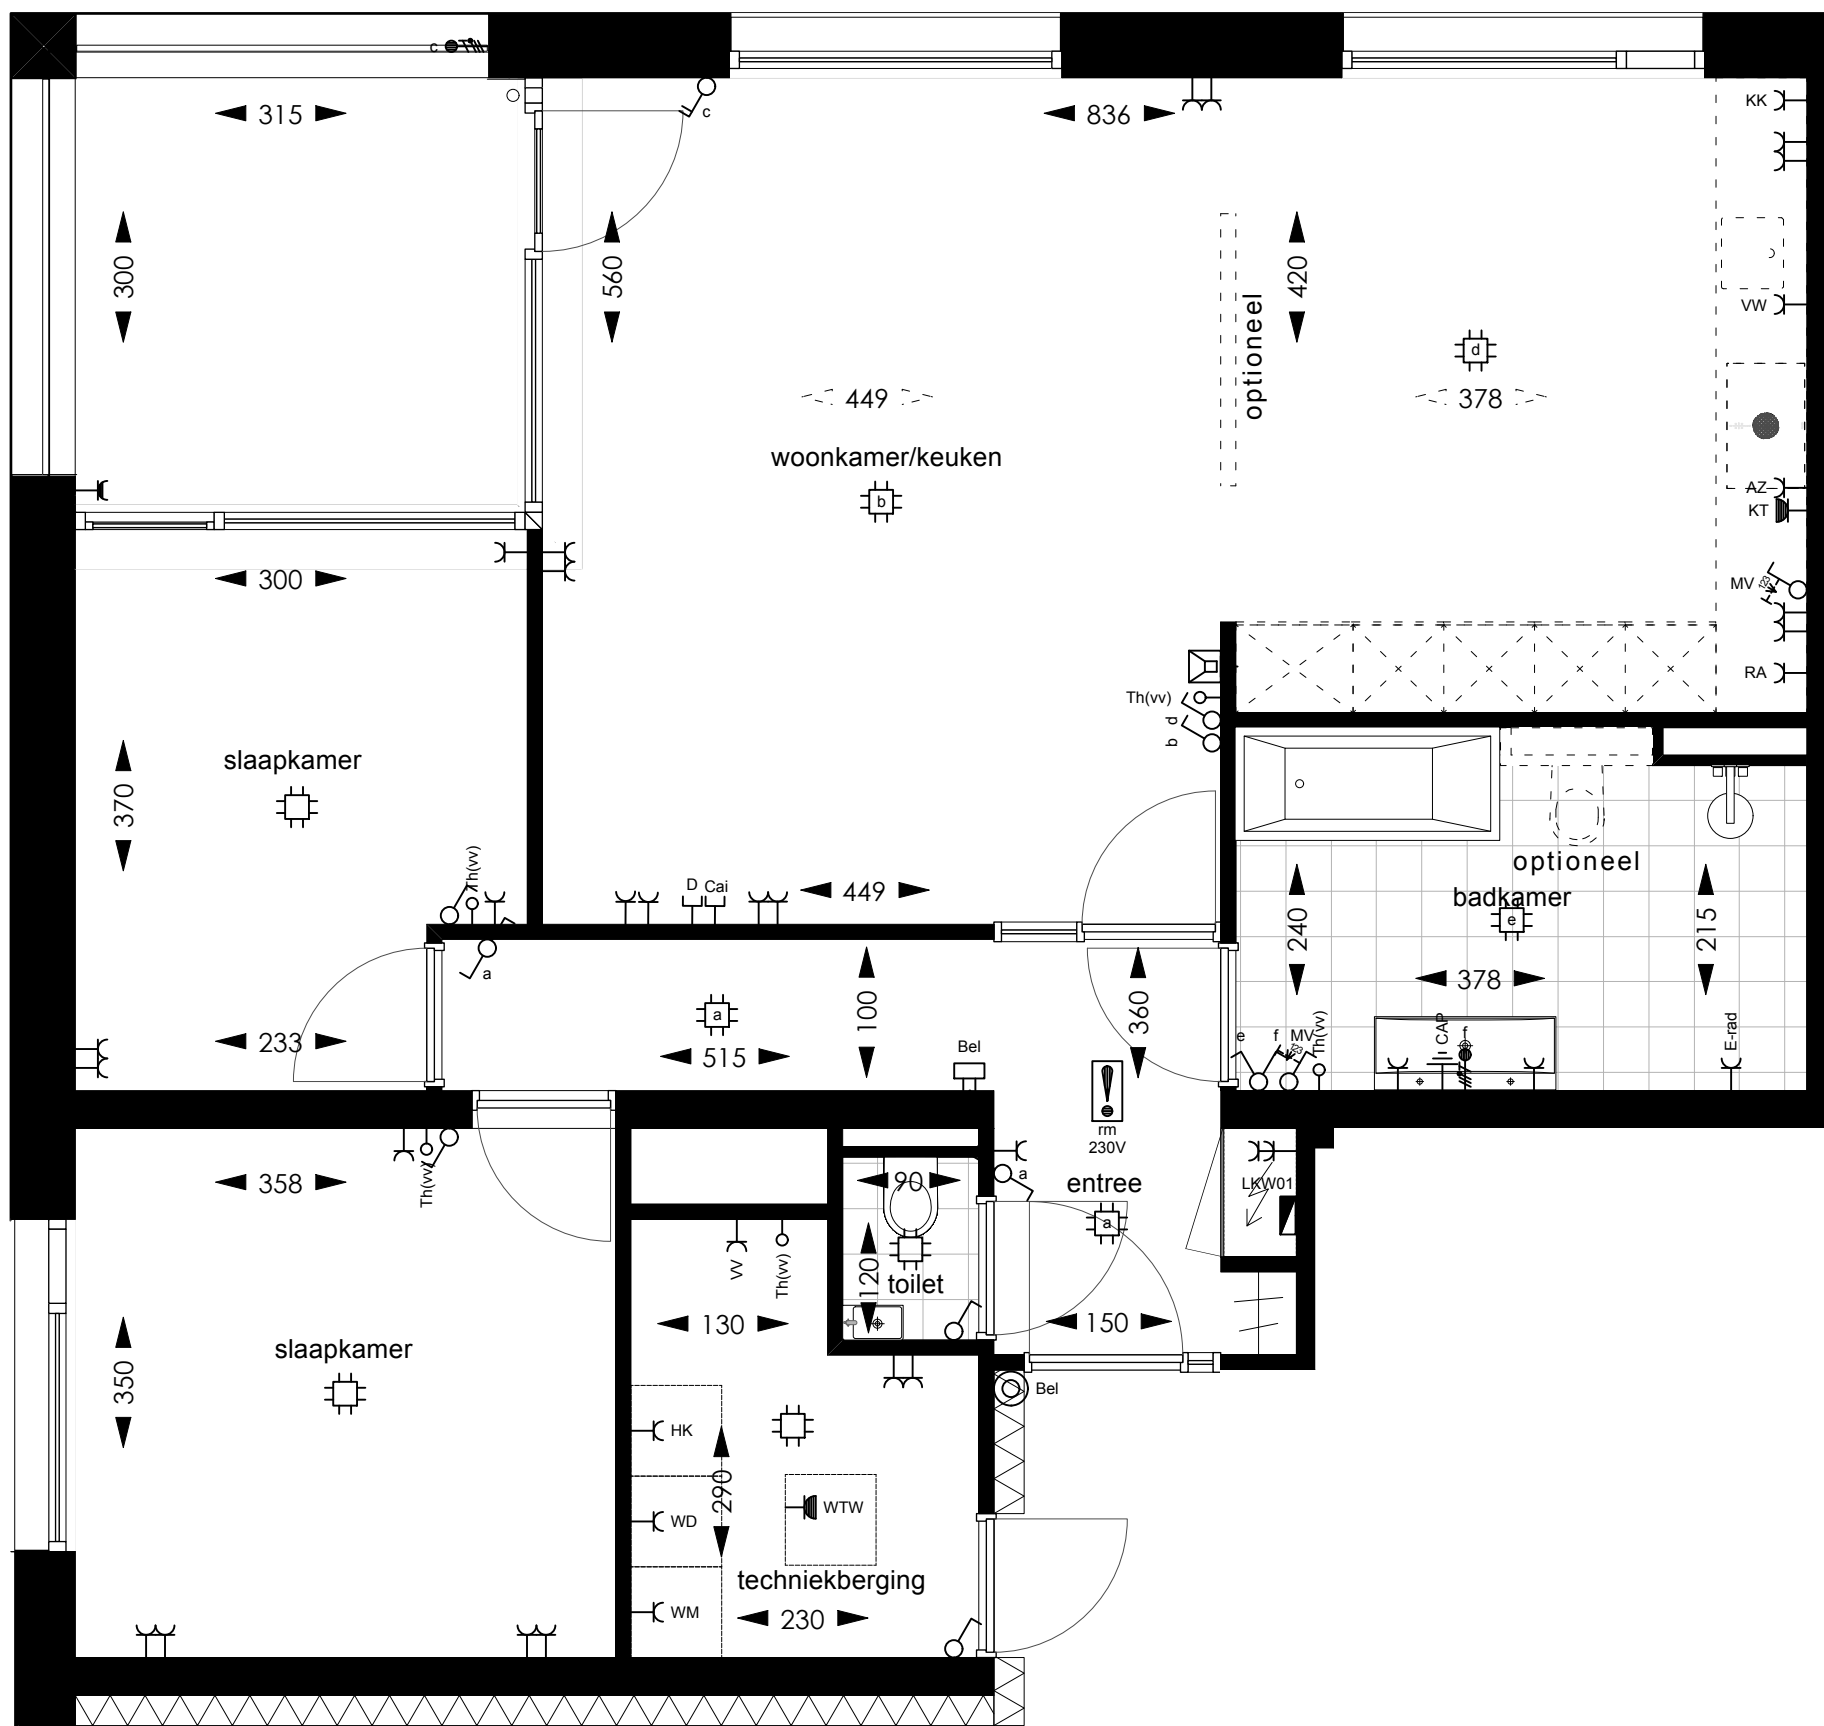 c
315
c
836
KK
300
560
optioneel
420
VW
d
449
378
woonkamer/keuken
b
AZ
KT
300
MV
123
RA
Th(vv)
d
b
slaapkamer
370
Th(vv)
D
Cai
449
optioneel
badkamer
e
240
215
378
a
a
100
360
233
515
Bel
e
f
MV
123
Th(vv)
CAP
f
E-rad
rm
230V
358
Th(vv)
90
a
entree
LKW01
a
VV
Th(vv)
120
toilet
130
150
slaapkamer
350
Bel
HK
290
WD
WTW
techniekberging
WM
230